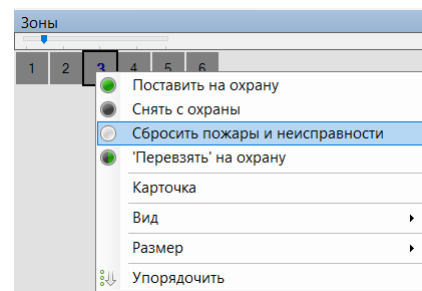 Зоны
1 2 3 4 5 6
Поставить на охрану
Снять с охраны
Сбросить пожары и неисправности
'Перевзять' на охрану
Карточка
Вид
Размер
Упорядочить